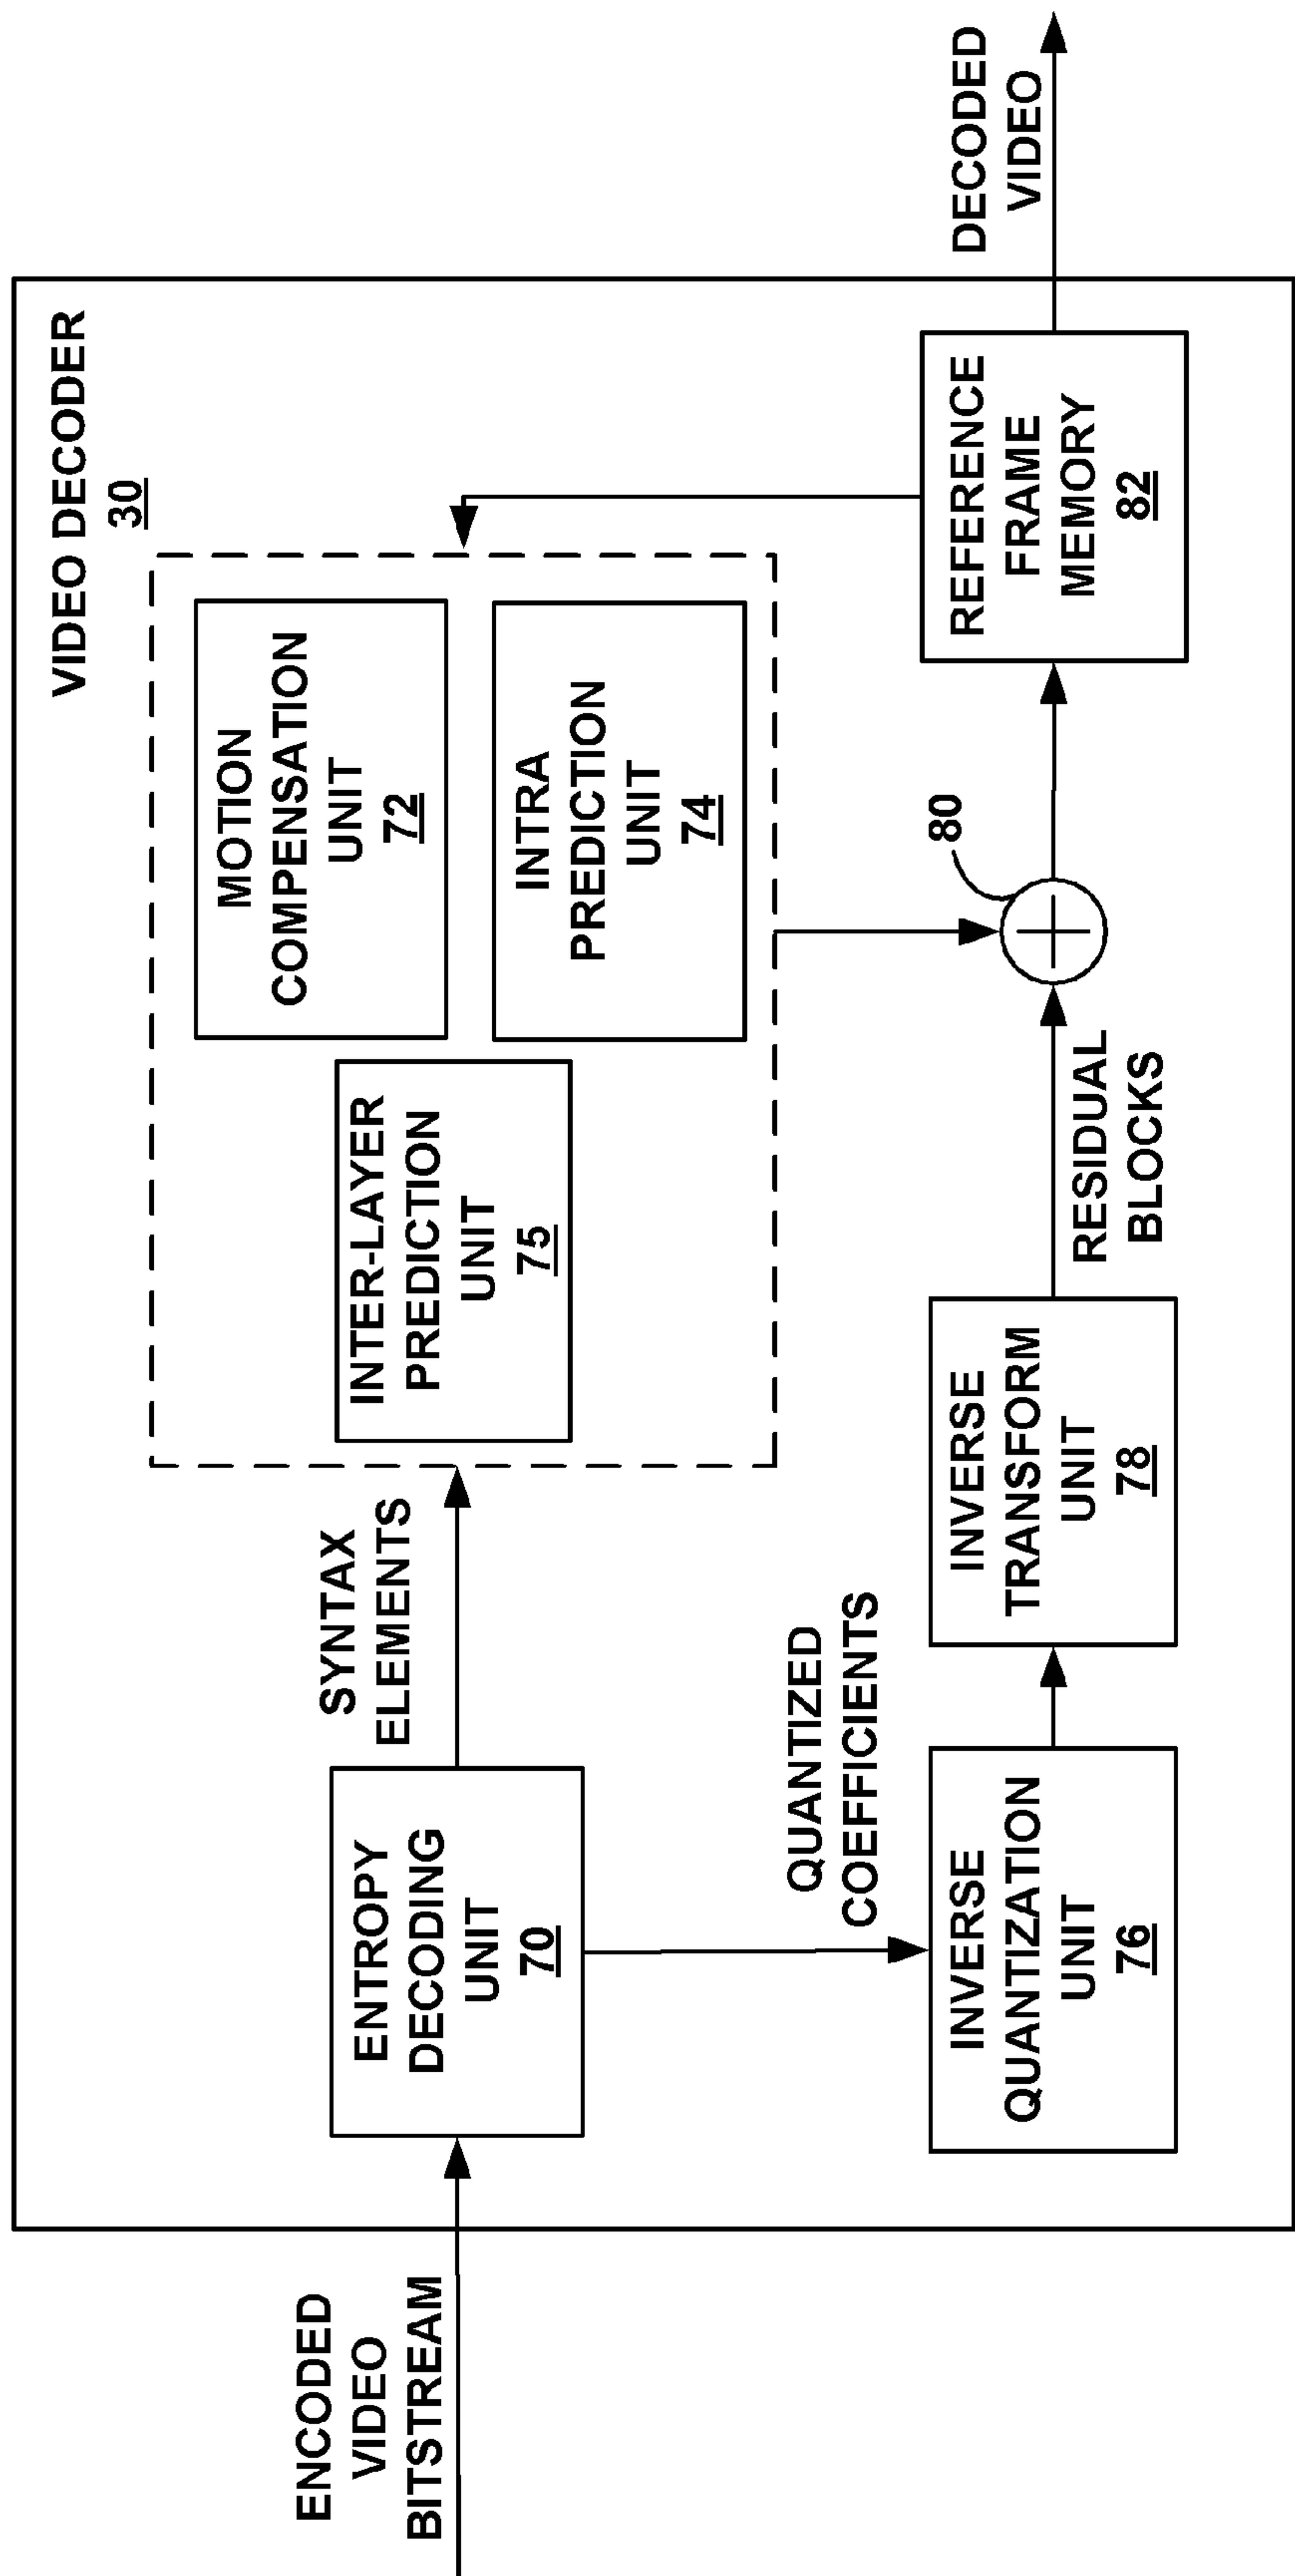 VIDEO DECODER
30
ENCODED
VIDEO
BITSTREAM
ENTROPY
DECODING
UNIT
70
SYNTAX
ELEMENTS
INTER-LAYER
PREDICTION
UNIT
75
MOTION
COMPENSATION
UNIT
72
INTRA
PREDICTION
UNIT
74
QUANTIZED
COEFFICIENTS
INVERSE
QUANTIZATION
UNIT
76
INVERSE
TRANSFORM
UNIT
78
RESIDUAL
BLOCKS
80
REFERENCE
FRAME
MEMORY
82
DECODED
VIDEO